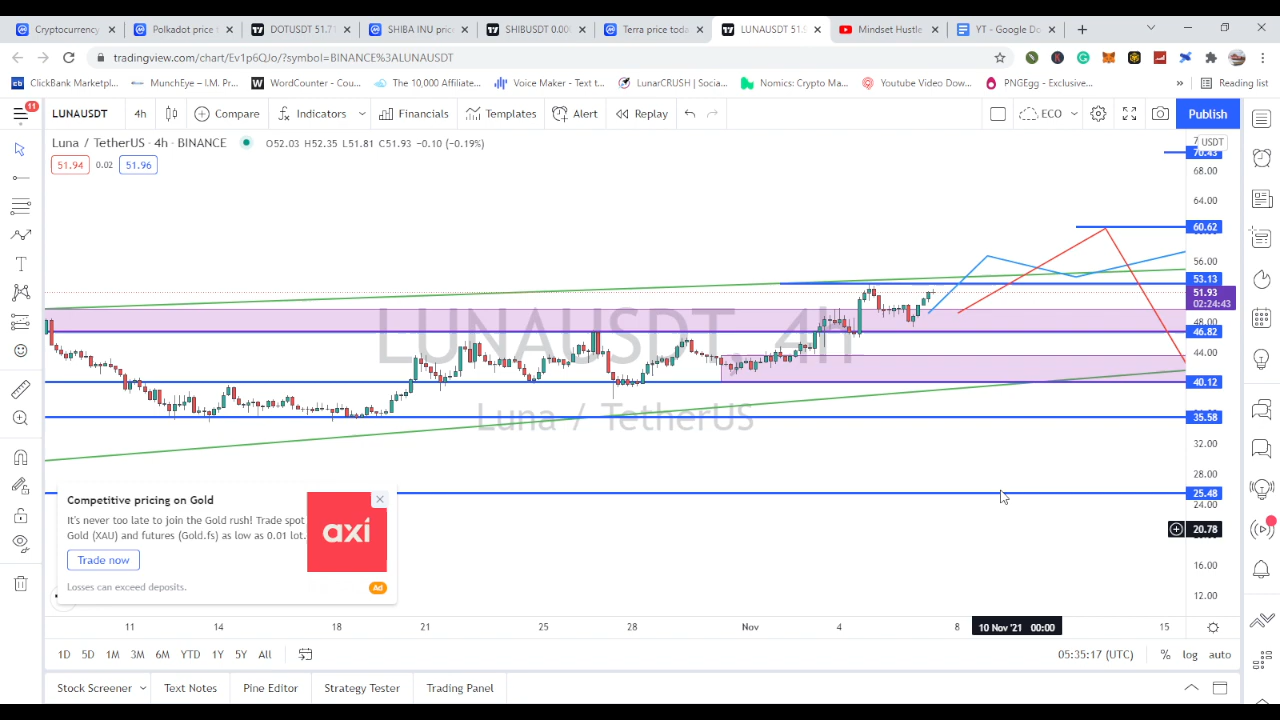 Cryptocurrency
Polkadot price
DOTUSDT 51.71
SHIBA INU price
SHIBUSDT 0.00
Terra price toda
LUNAUSDT 51.9
Mindset Hustle
YT - Google Do
tradingview.com/chart/Ev1p6QJo/?symbol=BINANCE%3ALUNAUSDT
ClickBank Marketpl...
MunchEye – I.M. Pr...
WordCounter - Cou...
The 10,000 Affiliate...
Voice Maker - Text t...
LunarCRUSH | Socia...
Nomics: Crypto Ma...
Youtube Video Dow...
PNGEgg - Exclusive...
»
Reading list
11
LUNAUSDT
4h
Compare
Indicators
Financials
Templates
Alert
Replay
ECO
Publish
Luna / TetherUS · 4h · BINANCE
O52.03 H52.35 L51.81 C51.93 −0.10 (−0.19%)
51.94
0.02
51.96
USDT
70.43
68.00
64.00
60.62
56.00
53.13
51.93
02:24:43
48.00
46.82
44.00
40.12
35.58
32.00
28.00
25.48
24.00
20.78
16.00
12.00
LUNAUSDT, 4h
Luna / TetherUS
Competitive pricing on Gold
It's never too late to join the Gold rush! Trade spot
Gold (XAU) and futures (Gold.fs) as low as 0.01 lot.
Trade now
Losses can exceed deposits.
axi
Ad
11
14
18
21
25
28
Nov
4
8
10 Nov '21 00:00
15
1D 5D 1M 3M 6M YTD 1Y 5Y All
05:35:17 (UTC)
% log auto
Stock Screener
Text Notes
Pine Editor
Strategy Tester
Trading Panel